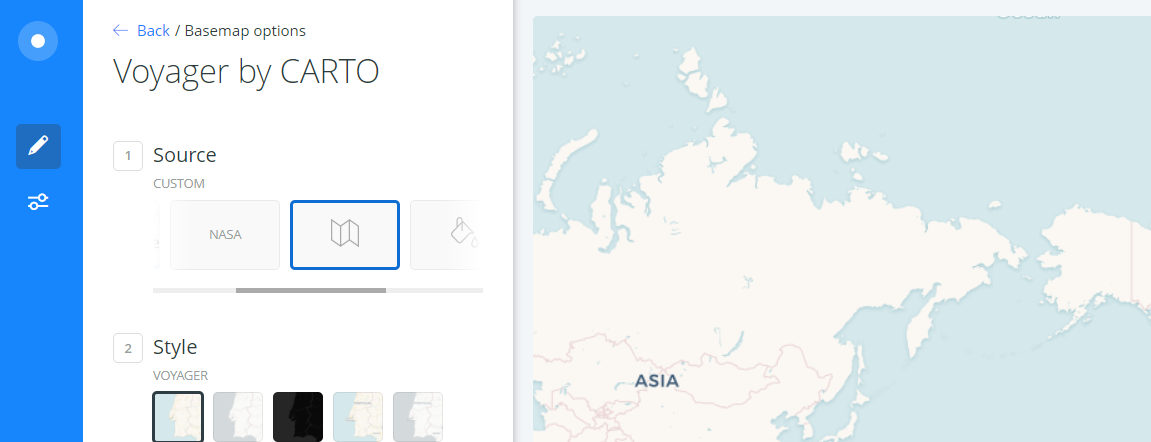 ← Back / Basemap options
Voyager by CARTO
1 Source
CUSTOM
NASA
2 Style
VOYAGER
ASIA